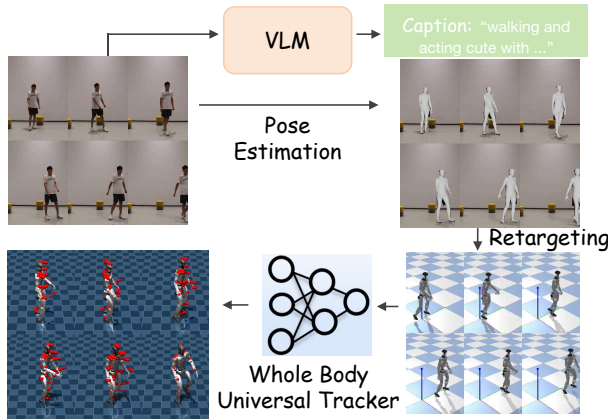 VLM
Caption: “walking and
acting cute with ...”
Pose
Estimation
Retargeting
Whole Body
Universal Tracker